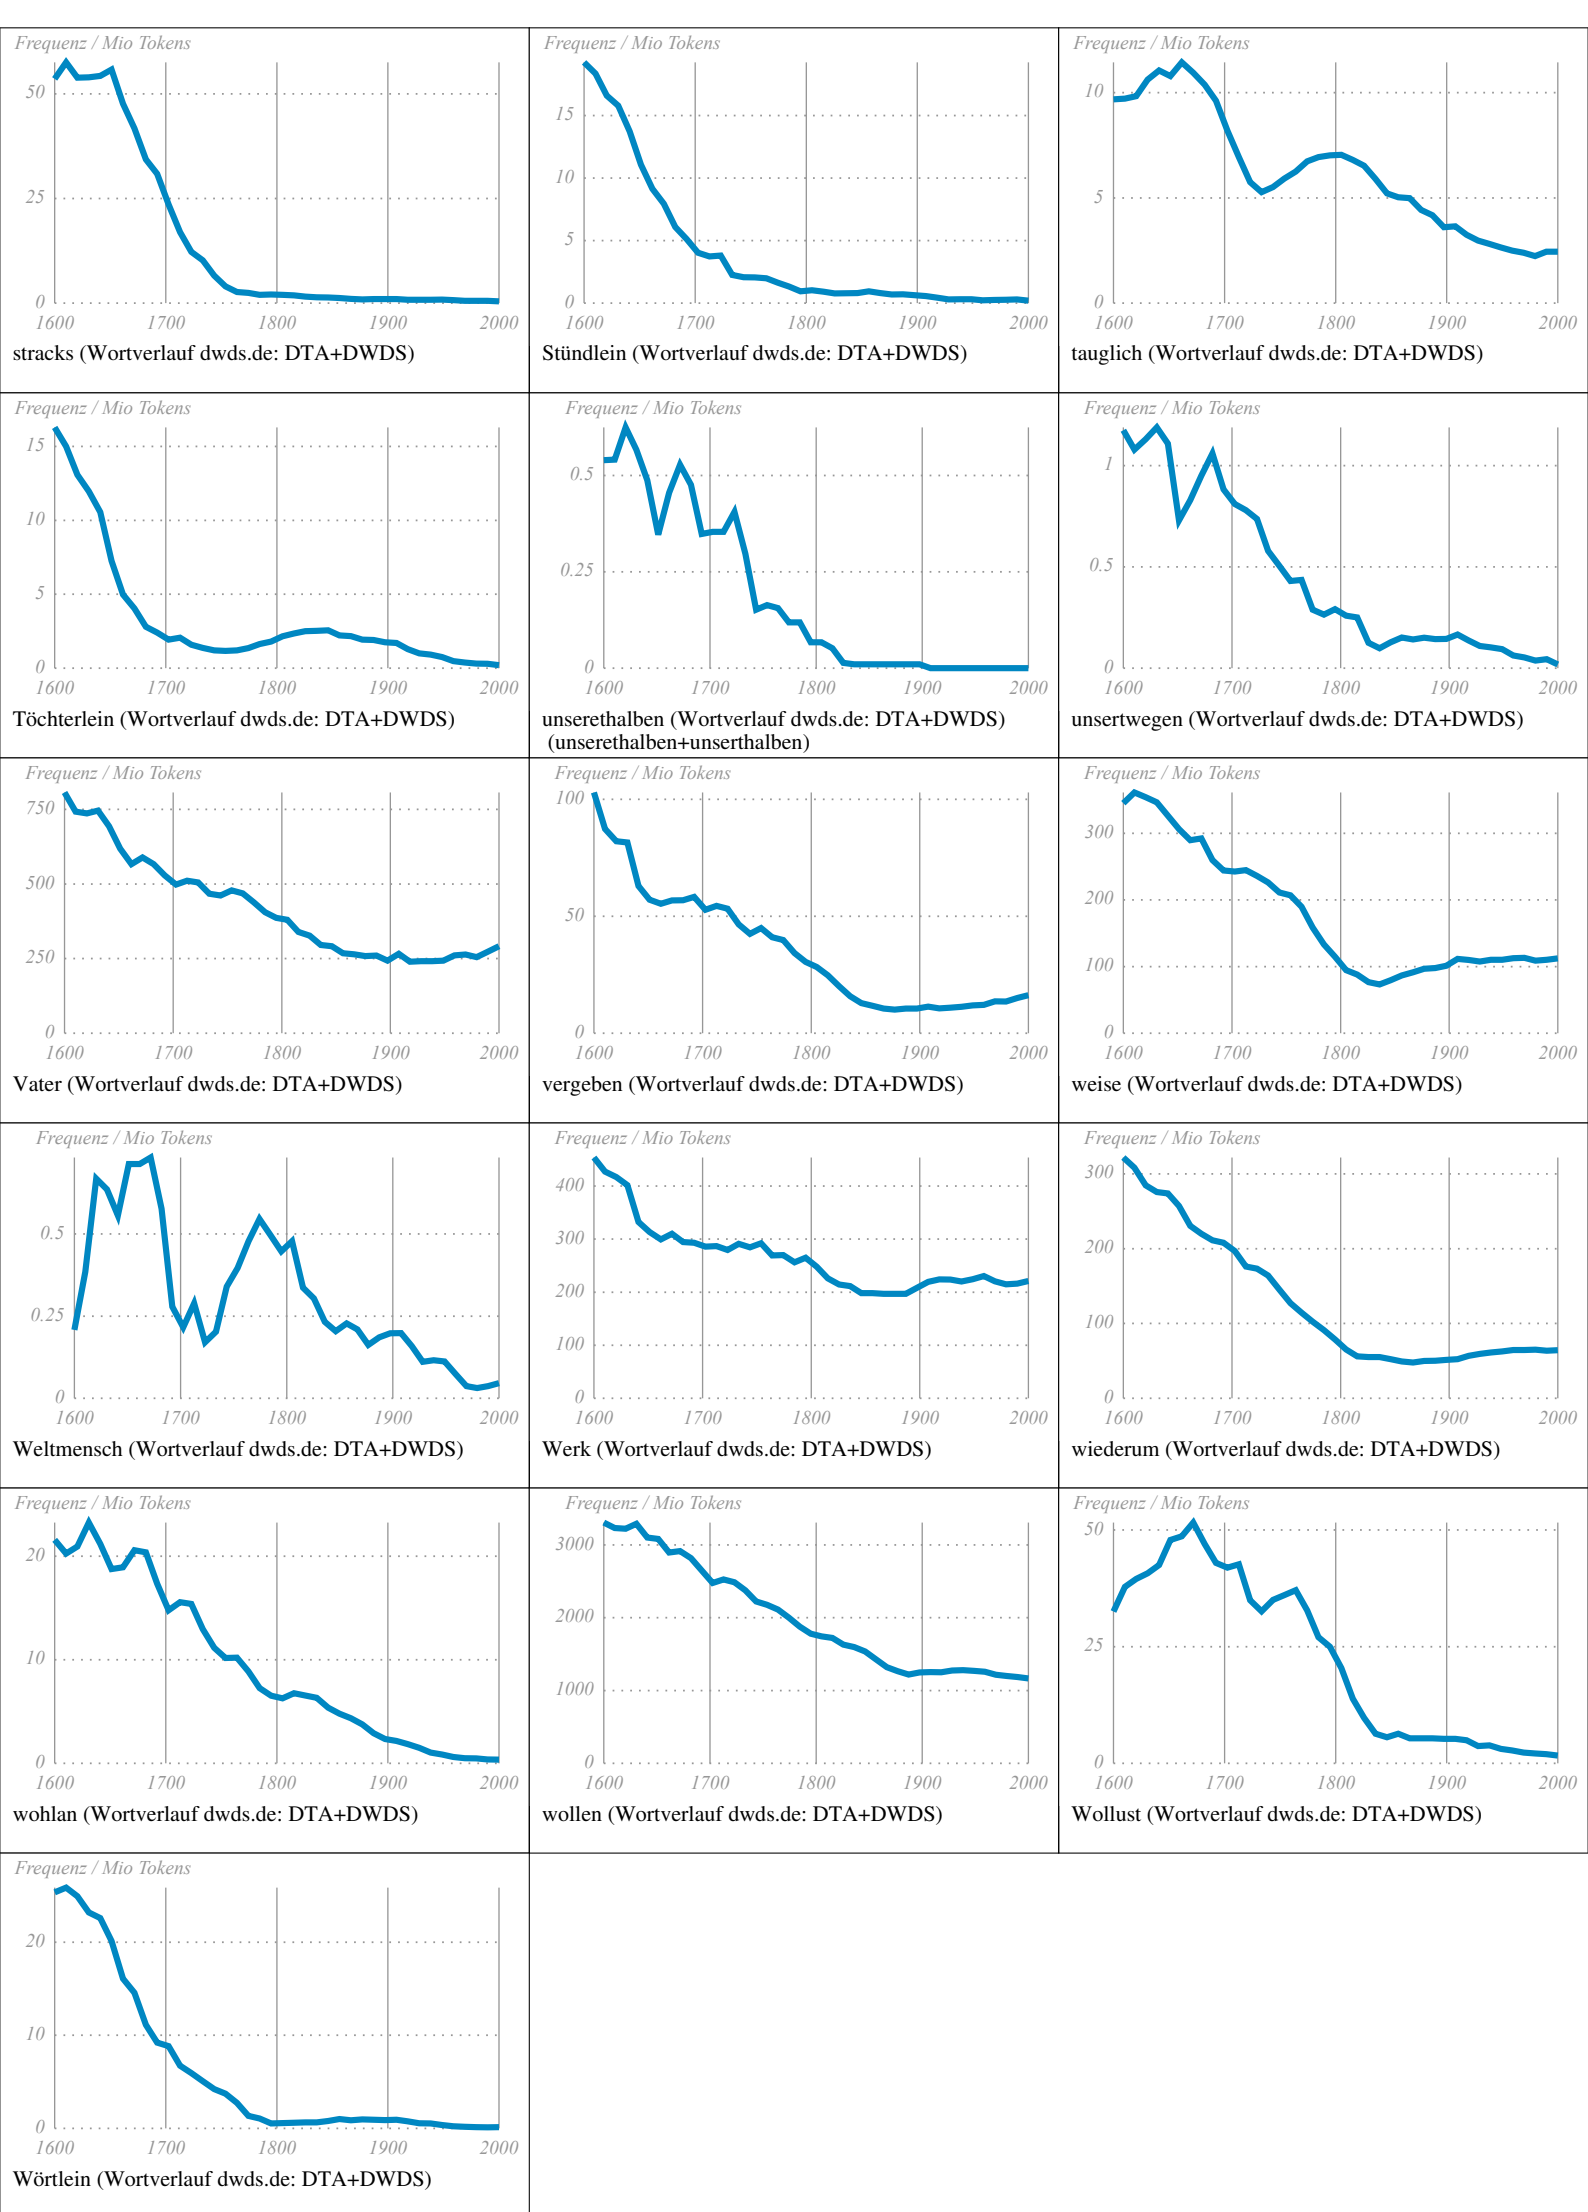 Frequenz / Mio Tokens
50
25
0
1600 1700 1800 1900 2000
stracks (Wortverlauf dwds.de: DTA+DWDS)
Frequenz / Mio Tokens
15
10
5
0
1600 1700 1800 1900 2000
Stündlein (Wortverlauf dwds.de: DTA+DWDS)
Frequenz / Mio Tokens
10
5
0
1600 1700 1800 1900 2000
tauglich (Wortverlauf dwds.de: DTA+DWDS)
Frequenz / Mio Tokens
15
10
5
0
1600 1700 1800 1900 2000
Töchterlein (Wortverlauf dwds.de: DTA+DWDS)
Frequenz / Mio Tokens
0.5
0.25
0
1600 1700 1800 1900 2000
unserethalben (Wortverlauf dwds.de: DTA+DWDS)
(unserethalben+unserthalben)
Frequenz / Mio Tokens
1
0.5
0
1600 1700 1800 1900 2000
unsertwegen (Wortverlauf dwds.de: DTA+DWDS)
Frequenz / Mio Tokens
750
500
250
0
1600 1700 1800 1900 2000
Vater (Wortverlauf dwds.de: DTA+DWDS)
Frequenz / Mio Tokens
100
50
0
1600 1700 1800 1900 2000
vergeben (Wortverlauf dwds.de: DTA+DWDS)
Frequenz / Mio Tokens
300
200
100
0
1600 1700 1800 1900 2000
weise (Wortverlauf dwds.de: DTA+DWDS)
Frequenz / Mio Tokens
0.5
0.25
0
1600 1700 1800 1900 2000
Weltmensch (Wortverlauf dwds.de: DTA+DWDS)
Frequenz / Mio Tokens
400
300
200
100
0
1600 1700 1800 1900 2000
Werk (Wortverlauf dwds.de: DTA+DWDS)
Frequenz / Mio Tokens
300
200
100
0
1600 1700 1800 1900 2000
wiederum (Wortverlauf dwds.de: DTA+DWDS)
Frequenz / Mio Tokens
20
10
0
1600 1700 1800 1900 2000
wohlan (Wortverlauf dwds.de: DTA+DWDS)
Frequenz / Mio Tokens
3000
2000
1000
0
1600 1700 1800 1900 2000
wollen (Wortverlauf dwds.de: DTA+DWDS)
Frequenz / Mio Tokens
50
25
0
1600 1700 1800 1900 2000
Wollust (Wortverlauf dwds.de: DTA+DWDS)
Frequenz / Mio Tokens
20
10
0
1600 1700 1800 1900 2000
Wörtlein (Wortverlauf dwds.de: DTA+DWDS)